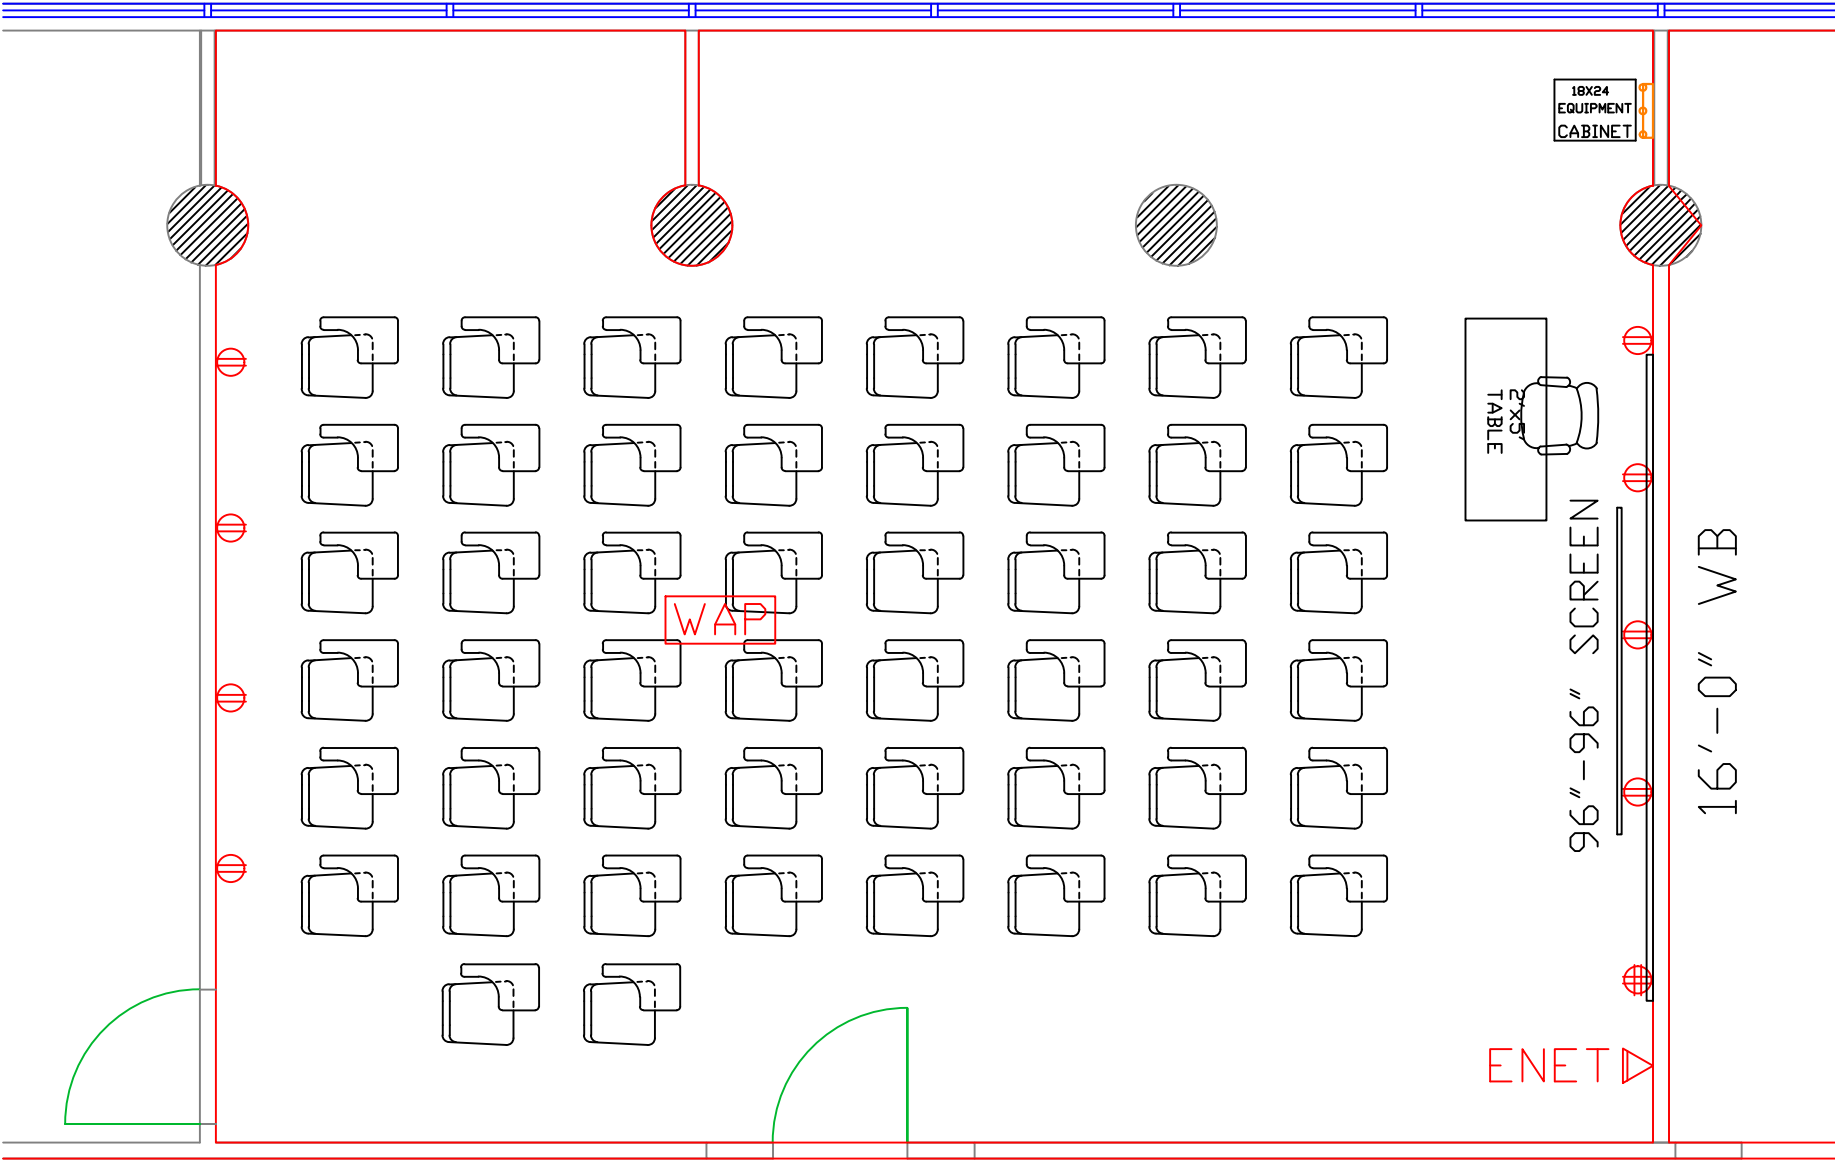 18X24
EQUIPMENT
CABINET
2'X5'
TABLE
WAP
96"-96" SCREEN
16'-0" WB
ENET